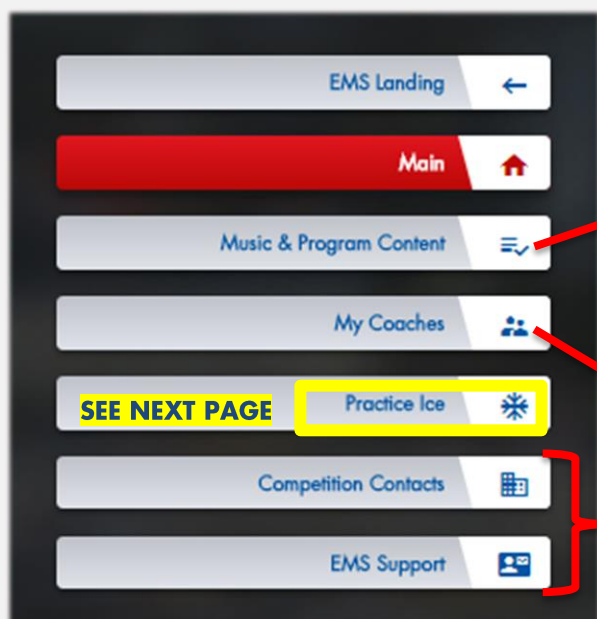 EMS Landing
Main
Music & Program Content
My Coaches
SEE NEXT PAGE Practice Ice
Competition Contacts
EMS Support